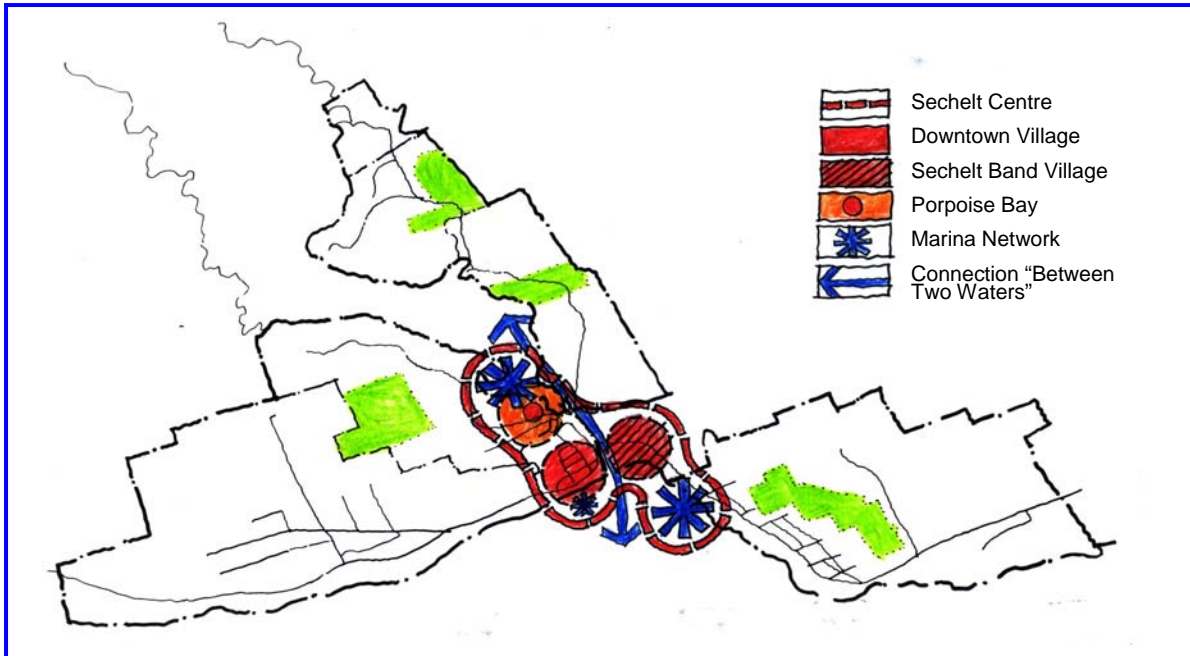 Sechelt Centre
Downtown Village
Sechelt Band Village
Porpoise Bay
Marina Network
Connection “Between
Two Waters”